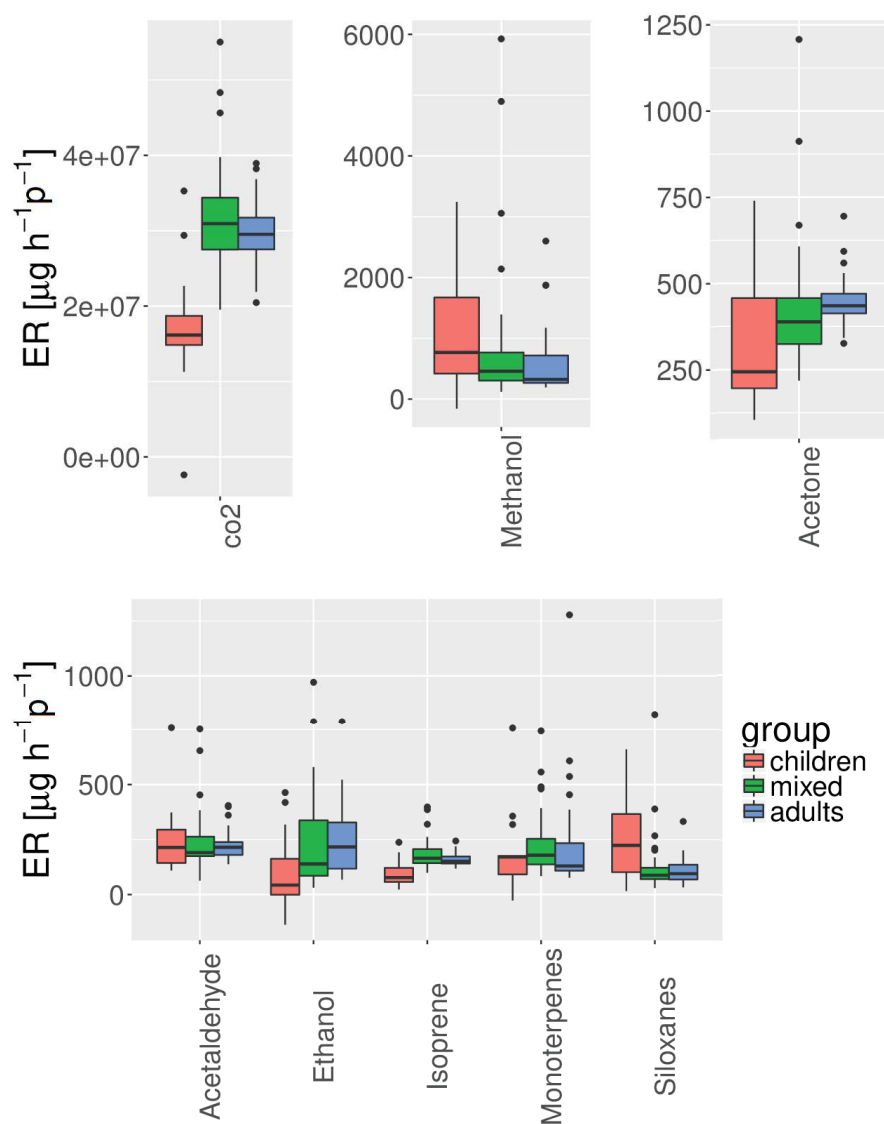 ER [µg h⁻¹p⁻¹]
4e+07
2e+07
0e+00
co2
6000
4000
2000
0
Methanol
1250
1000
750
500
250
Acetone
ER [µg h⁻¹p⁻¹]
1000
500
0
Acetaldehyde
Ethanol
Isoprene
Monoterpenes
Siloxanes
group
children
mixed
adults